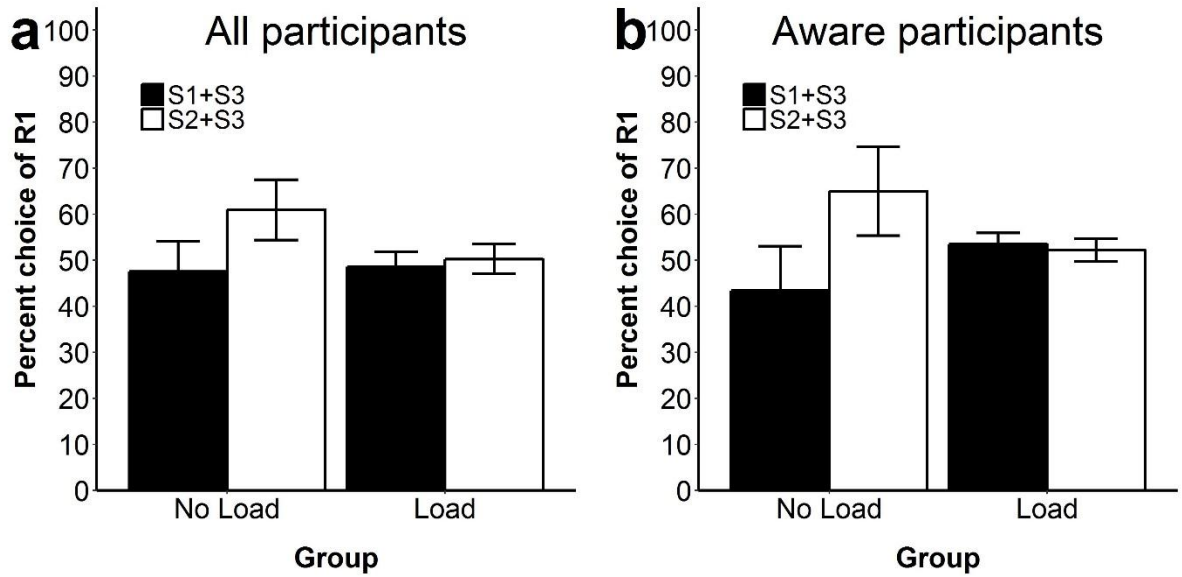 a
All participants
100
90
80
70
60
50
40
30
20
10
0
Percent choice of R1
S1+S3
S2+S3
No Load
Load
Group
b
Aware participants
100
90
80
70
60
50
40
30
20
10
0
Percent choice of R1
S1+S3
S2+S3
No Load
Load
Group